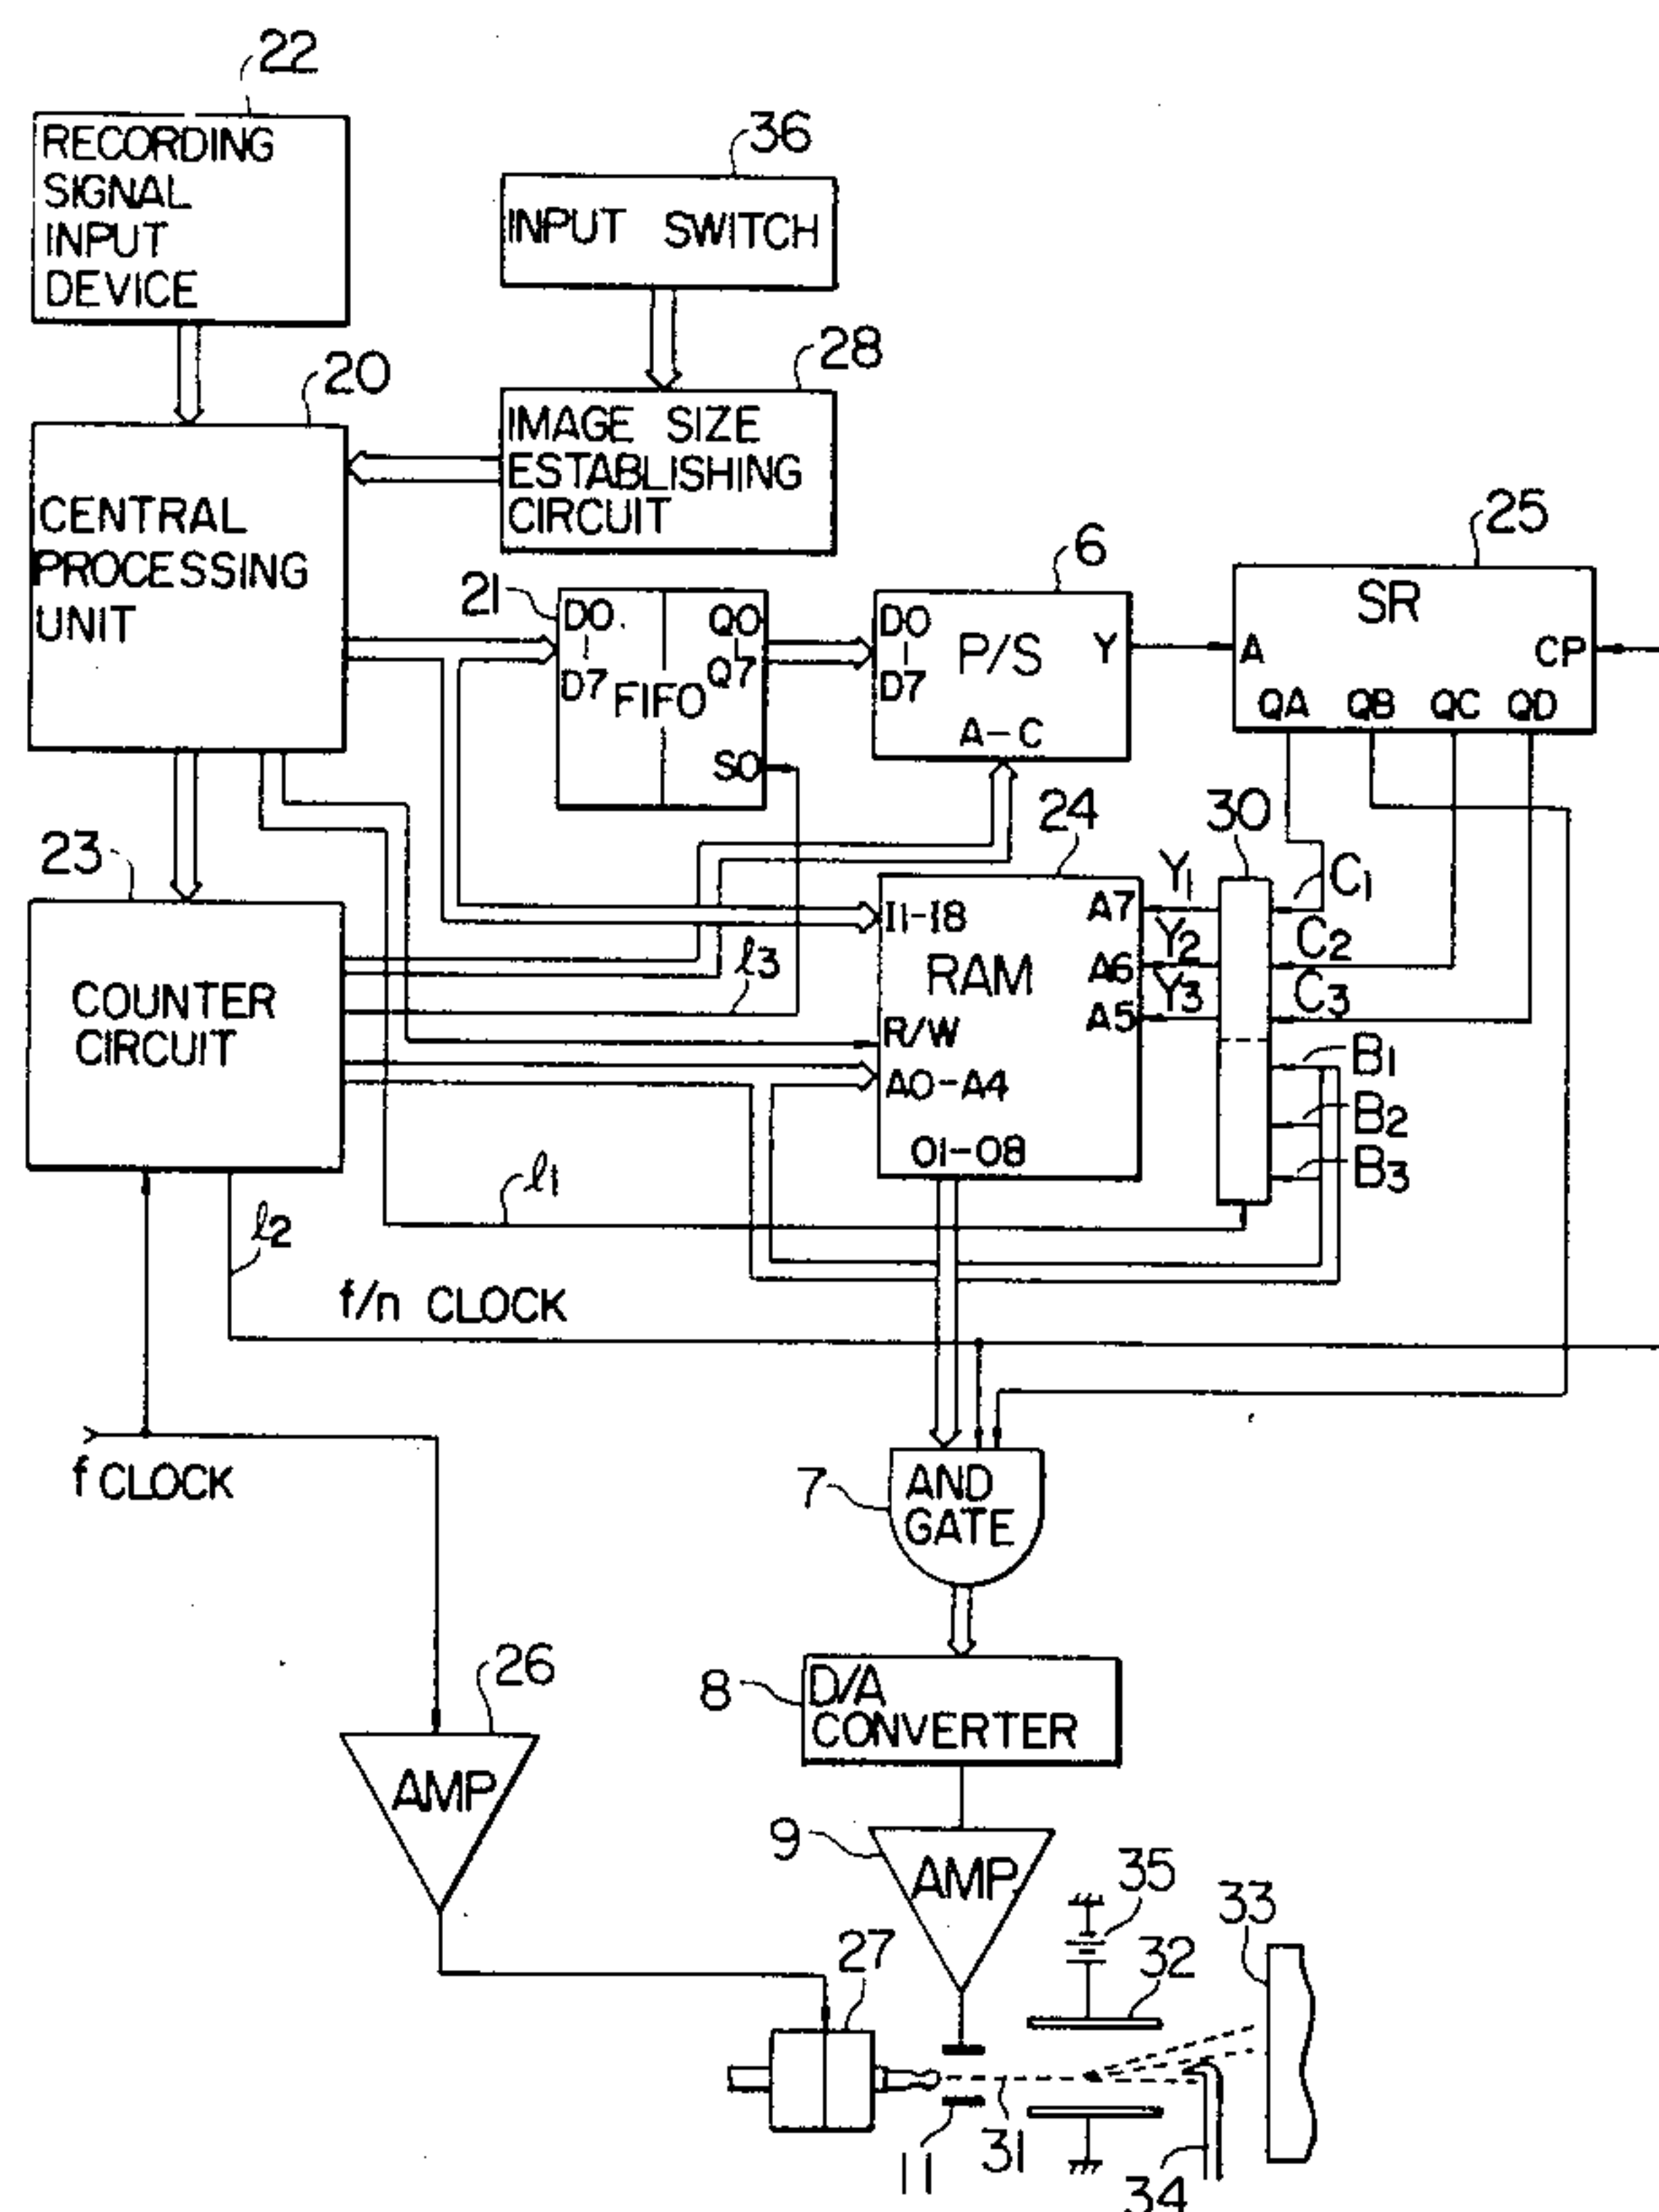 22
RECORDING
SIGNAL
INPUT
DEVICE
36
INPUT SWITCH
20
28
IMAGE SIZE
ESTABLISHING
CIRCUIT
CENTRAL
PROCESSING
UNIT
21
D0
D7
Q0
Q7
FIFO
S0
6
D0
D7
P/S
Y
A-C
25
SR
A
CP
QA QB QC QD
23
COUNTER
CIRCUIT
24
I1-I8
RAM
R/W
A0-A4
O1-O8
A7
A6
A5
Y1
Y2
Y3
30
C1
C2
C3
B1
B2
B3
l3
l1
l2
f/n CLOCK
f CLOCK
7
AND
GATE
8
D/A
CONVERTER
26
AMP
9
AMP
35
33
27
32
11
31
34